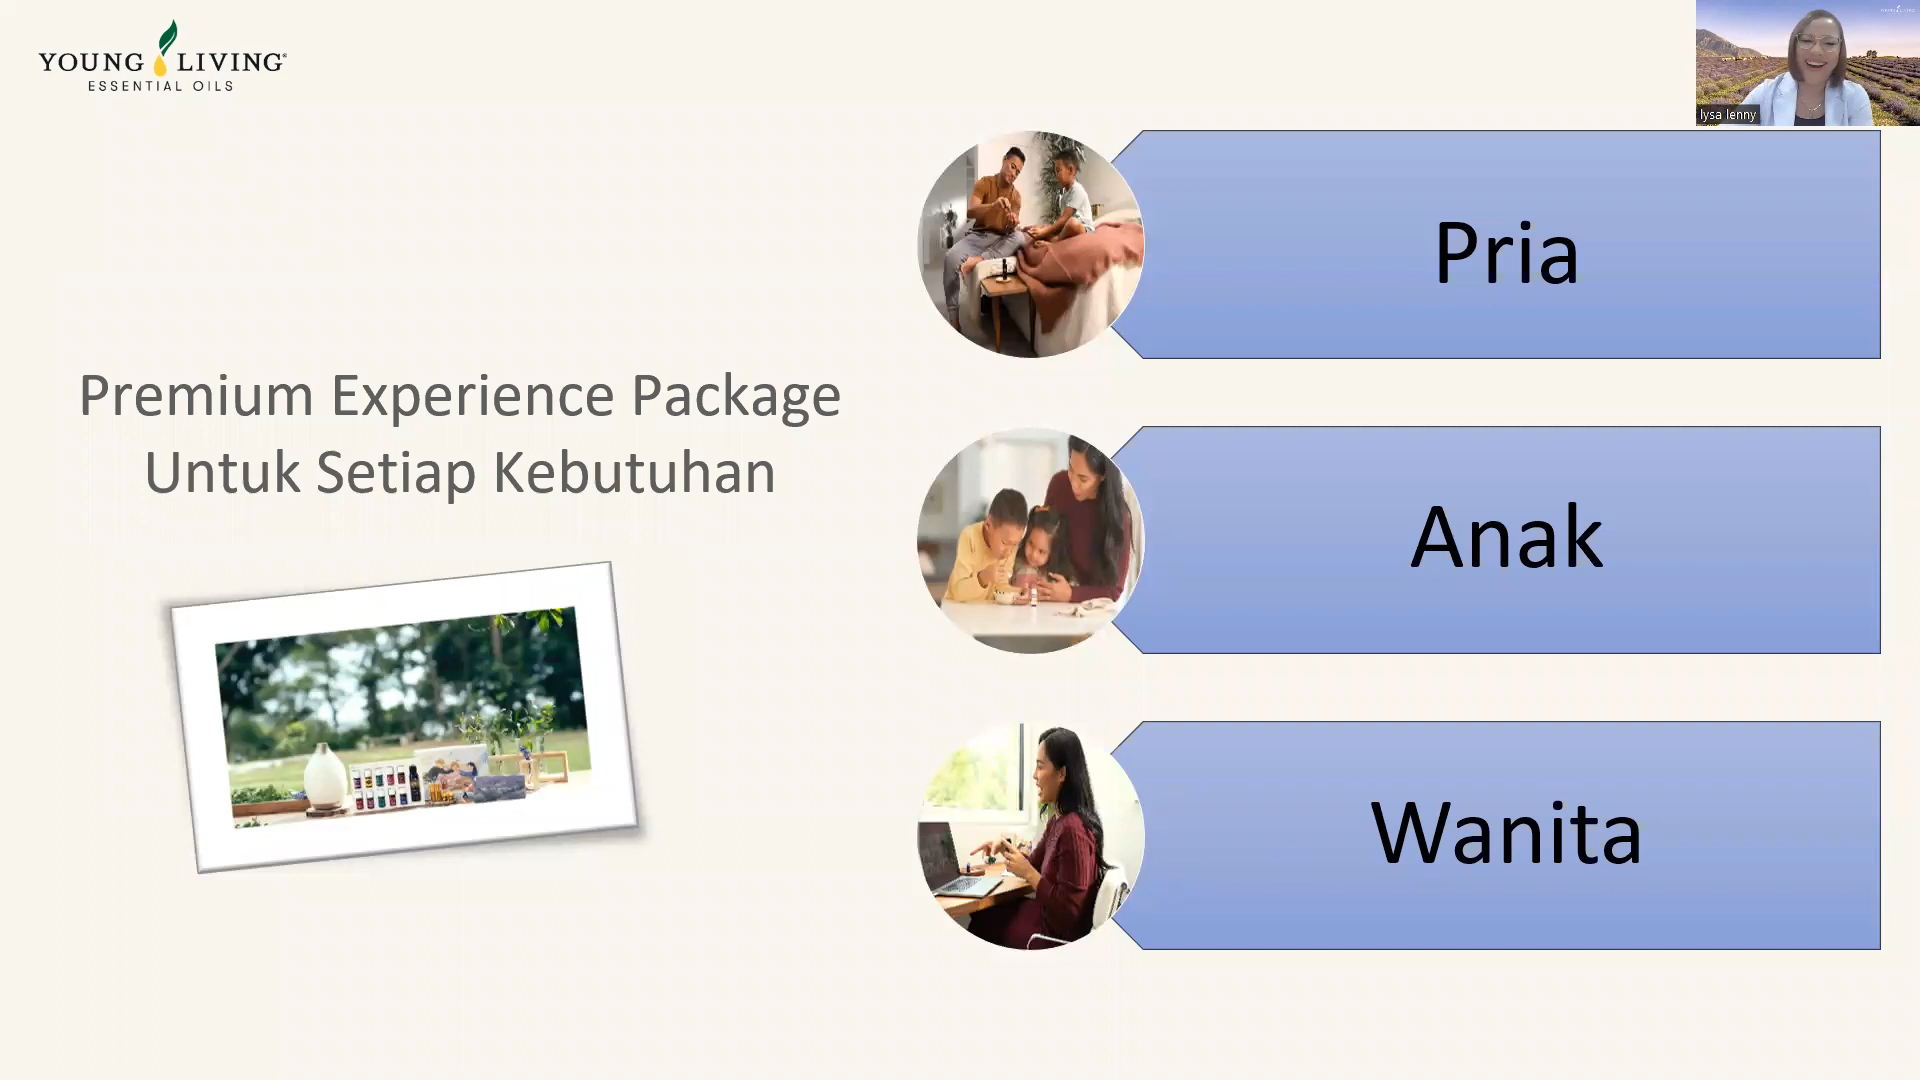 YOUNG LIVING
ESSENTIAL OILS
lysa lenny
Premium Experience Package
Untuk Setiap Kebutuhan
Pria
Anak
Wanita